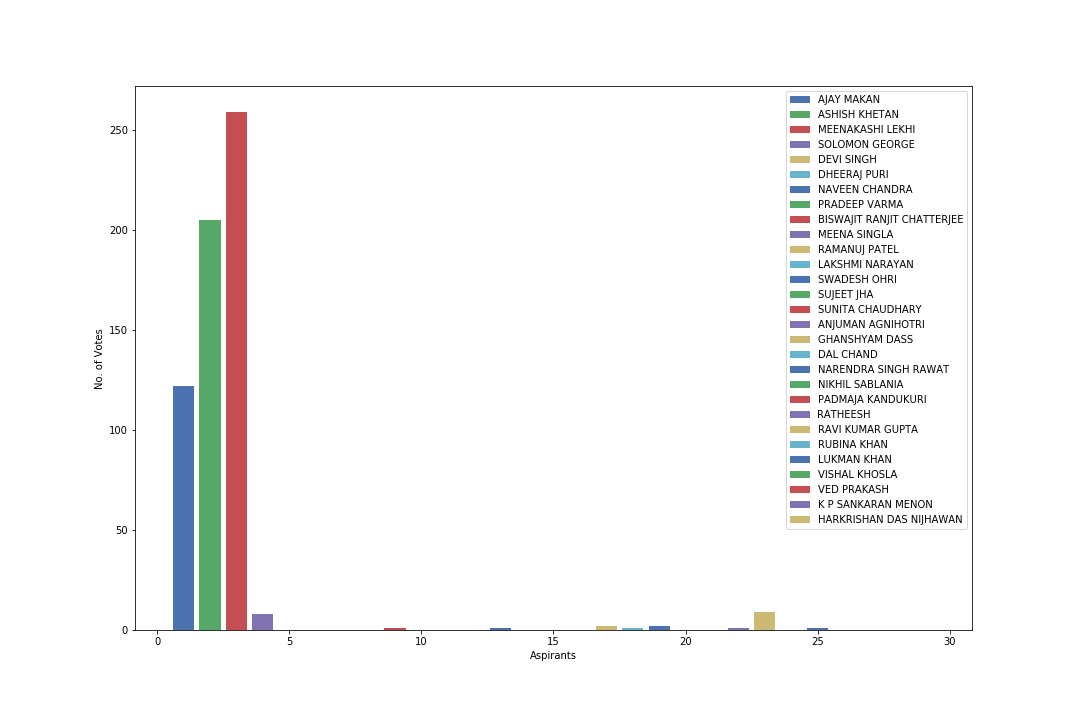 250
200
150
100
50
0
No. of Votes
0 5 10 15 20 25 30
Aspirants
AJAY MAKAN
ASHISH KHETAN
MEENAKASHI LEKHI
SOLOMON GEORGE
DEVI SINGH
DHEERAJ PURI
NAVEEN CHANDRA
PRADEEP VARMA
BISWAJIT RANJIT CHATTERJEE
MEENA SINGLA
RAMANUJ PATEL
LAKSHMI NARAYAN
SWADESH OHRI
SUJEET JHA
SUNITA CHAUDHARY
ANJUMAN AGNIHOTRI
GHANSHYAM DASS
DAL CHAND
NARENDRA SINGH RAWAT
NIKHIL SABLANIA
PADMAJA KANDUKURI
RATHEESH
RAVI KUMAR GUPTA
RUBINA KHAN
LUKMAN KHAN
VISHAL KHOSLA
VED PRAKASH
K P SANKARAN MENON
HARKRISHAN DAS NIJHAWAN